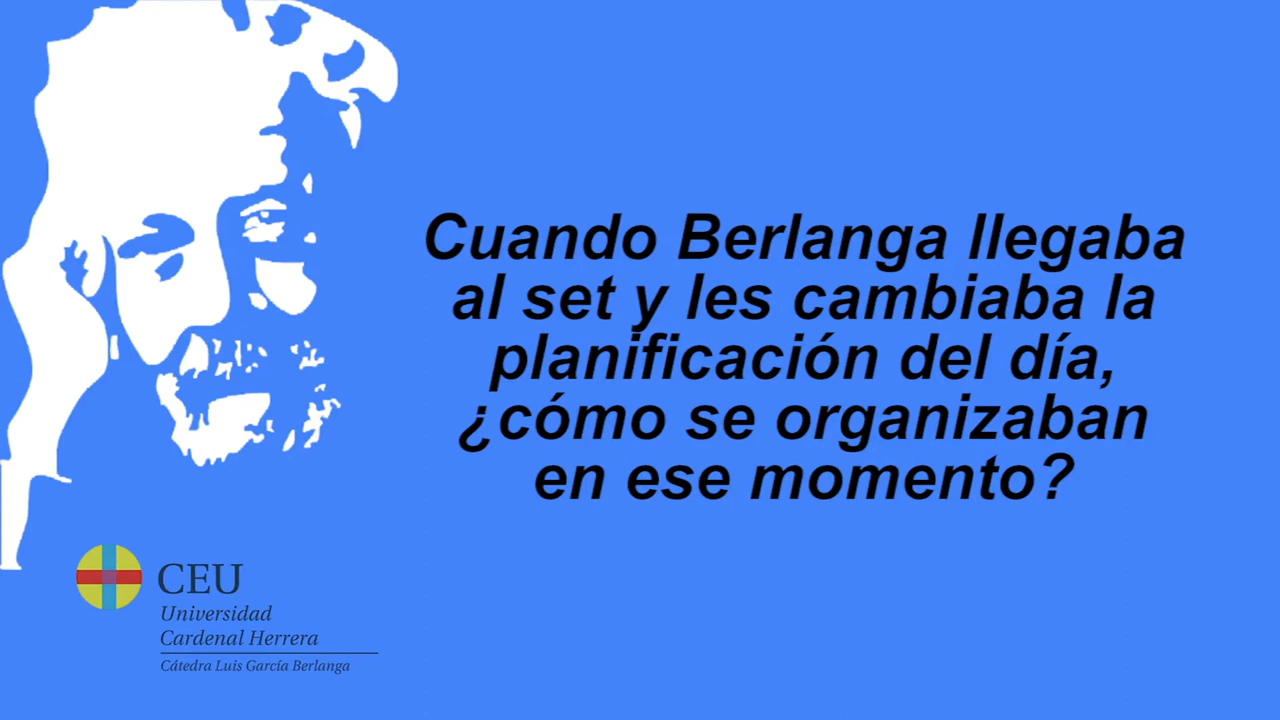 Cuando Berlanga llegaba
al set y les cambiaba la
planificación del día,
¿cómo se organizaban
en ese momento?
CEU
Universidad
Cardenal Herrera
Cátedra Luis García Berlanga